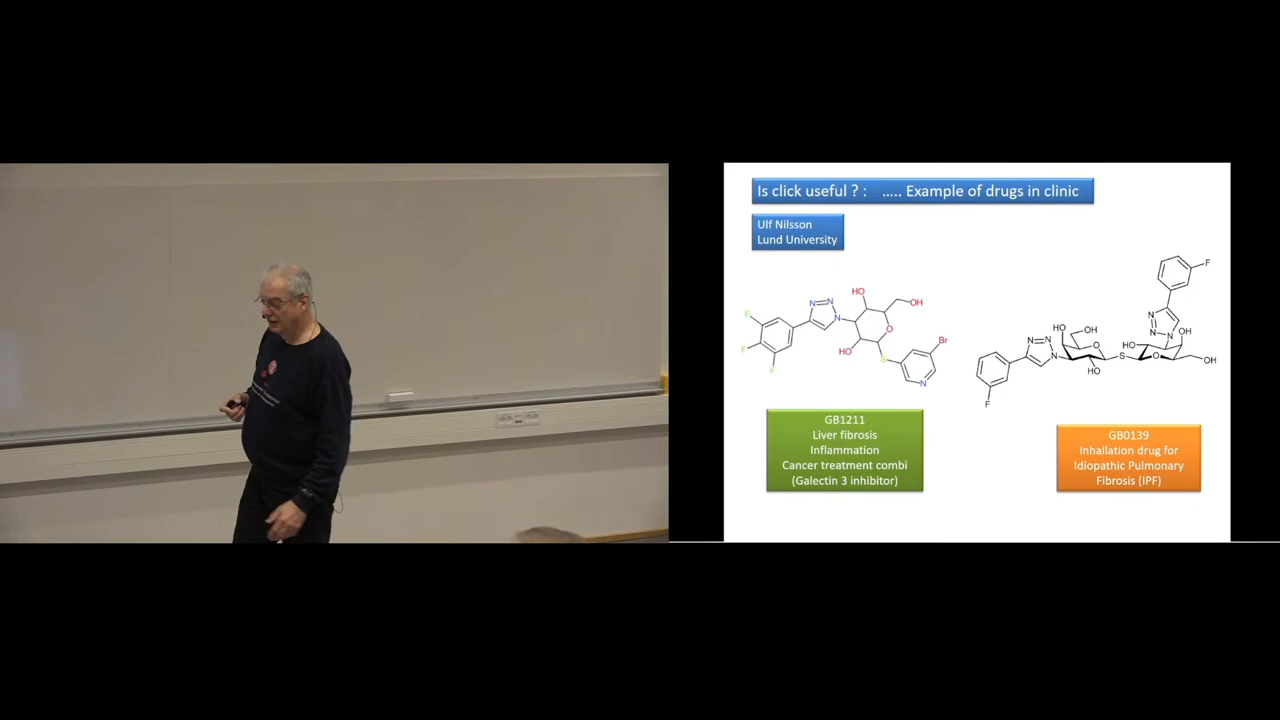 Is click useful ? : ..... Example of drugs in clinic
Ulf Nilsson
Lund University
F
F
F
N
N
N
HO
OH
O
HO
S
Br
N
GB1211
Liver fibrosis
Inflammation
Cancer treatment combi
(Galectin 3 inhibitor)
F
N
N
N
HO
OH
O
HO
S
HO
O
OH
OH
N
N
N
F
GB0139
Inhallation drug for
Idiopathic Pulmonary
Fibrosis (IPF)